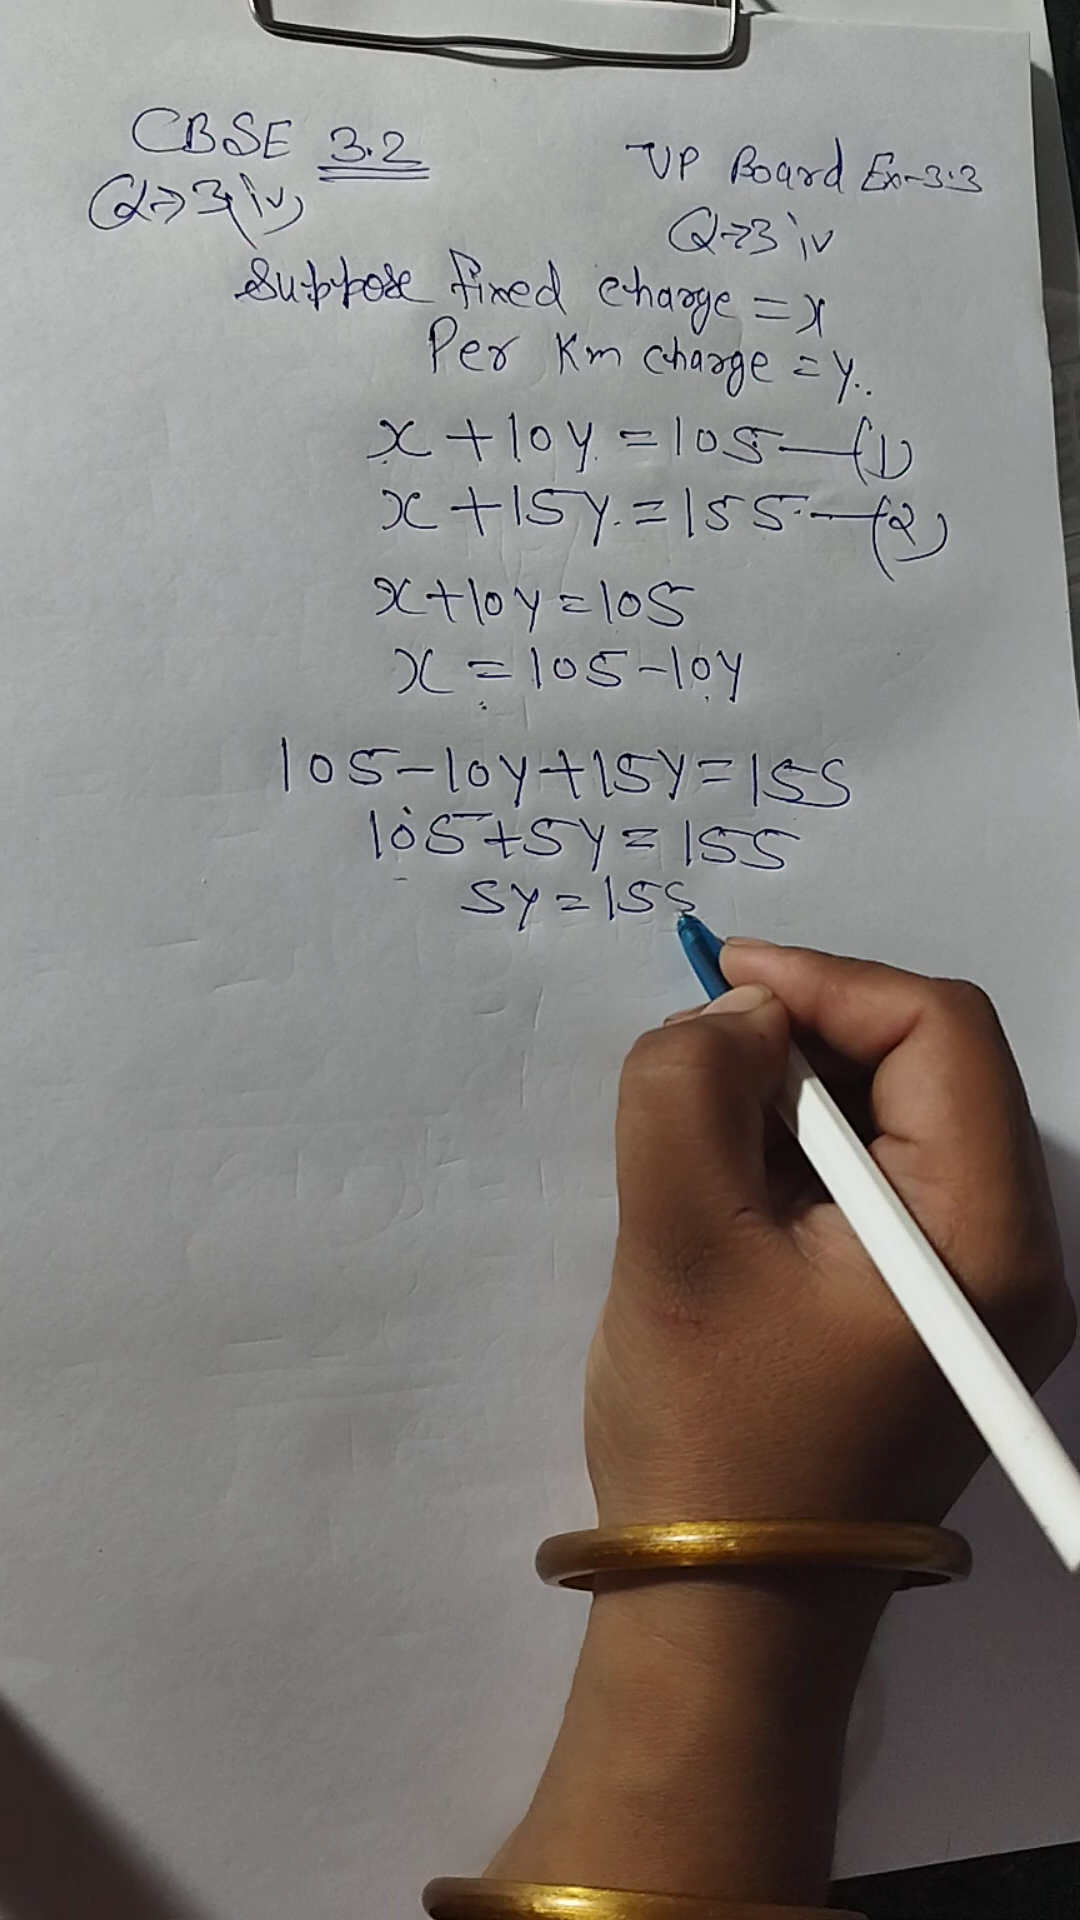 CBSE 3.2
Q→3(iv)
UP Board Ex-3.3
Q→3 iv
Suppose fixed charge = x
Per Km charge = y.
x + 10y = 105 —(1)
x + 15y = 155 —(2)
x+10y=105
x = 105-10y
105-10y+15y=155
105+5y=155
5y=155